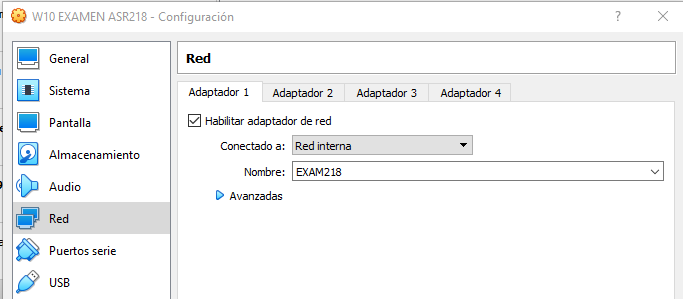 W10 EXAMEN ASR218 - Configuración
General
Sistema
Pantalla
Almacenamiento
Audio
Red
Puertos serie
USB
Red
Adaptador 1 Adaptador 2 Adaptador 3 Adaptador 4
Habilitar adaptador de red
Conectado a: Red interna
Nombre: EXAM218
Avanzadas